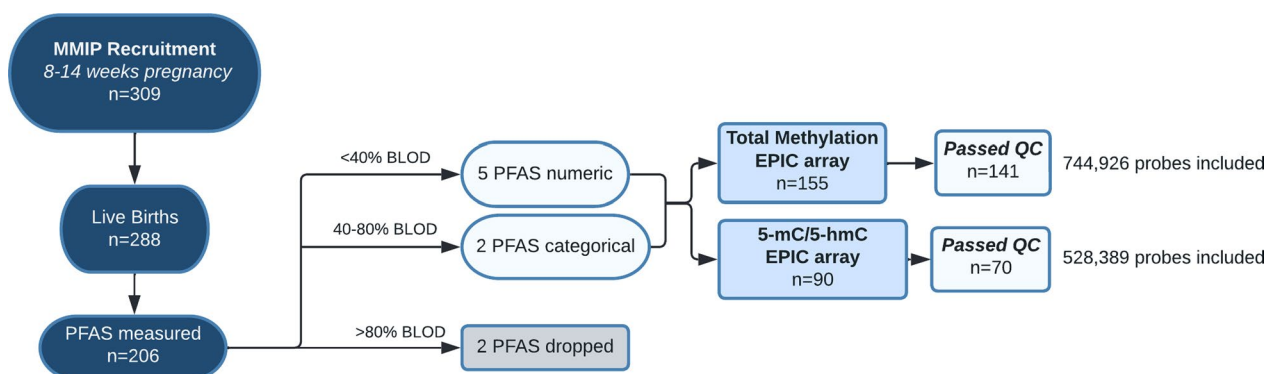 MMIP Recruitment
8-14 weeks pregnancy
n=309
Live Births
n=288
PFAS measured
n=206
<40% BLOD
5 PFAS numeric
40-80% BLOD
2 PFAS categorical
>80% BLOD
2 PFAS dropped
Total Methylation
EPIC array
n=155
Passed QC
n=141
744,926 probes included
5-mC/5-hmC
EPIC array
n=90
Passed QC
n=70
528,389 probes included